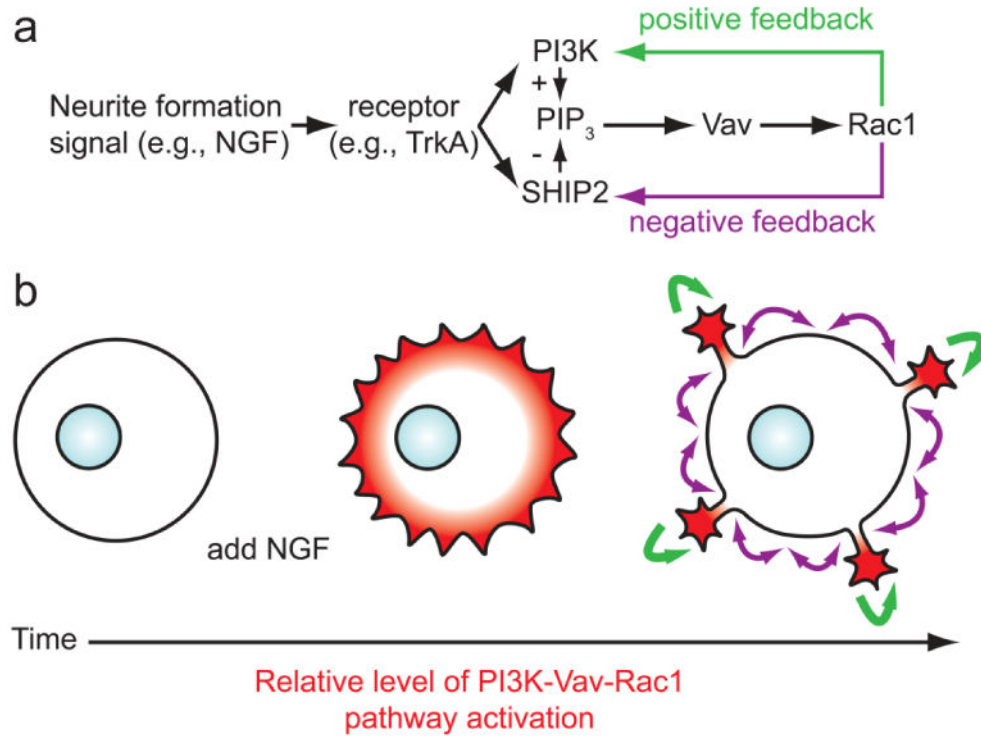 a
positive feedback
PI3K
Neurite formation
signal (e.g., NGF)
receptor
(e.g., TrkA)
+
PIP3
-
Vav
Rac1
SHIP2
negative feedback
b
add NGF
Time
Relative level of PI3K-Vav-Rac1
pathway activation